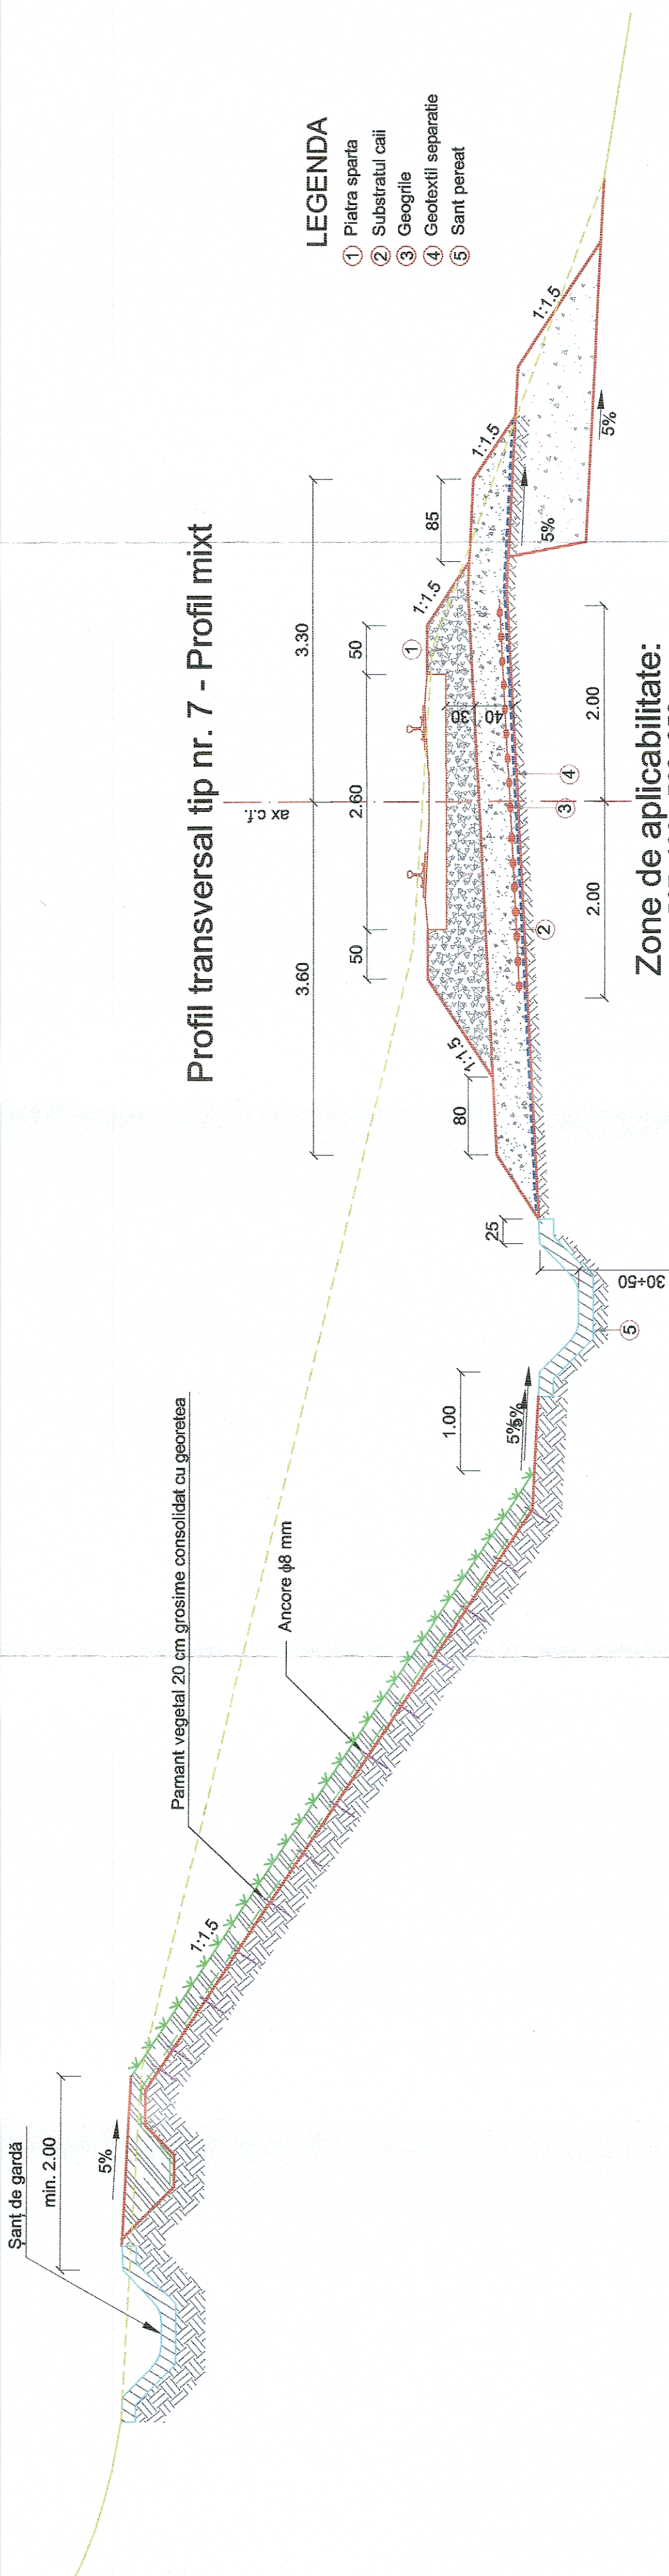 Profil transversal tip nr. 7 - Profil mixt
LEGENDA
1 Piatra sparta
2 Substratul caii
3 Geogrile
4 Geotextil separatie
5 Sant pereat
Şanţ de gardă
min. 2.00
5%
1:1.5
Pamant vegetal 20 cm grosime consolidat cu georetea
Ancore ϕ8 mm
1.00
5%
5%
25
30÷50
5
80
1:1.5
3.60
3.30
50
2.60
50
ax c.f.
1
1:1.5
85
1:1.5
30
40
2
3
4
2.00
2.00
5%
5%
1:1.5
Zone de aplicabilitate: